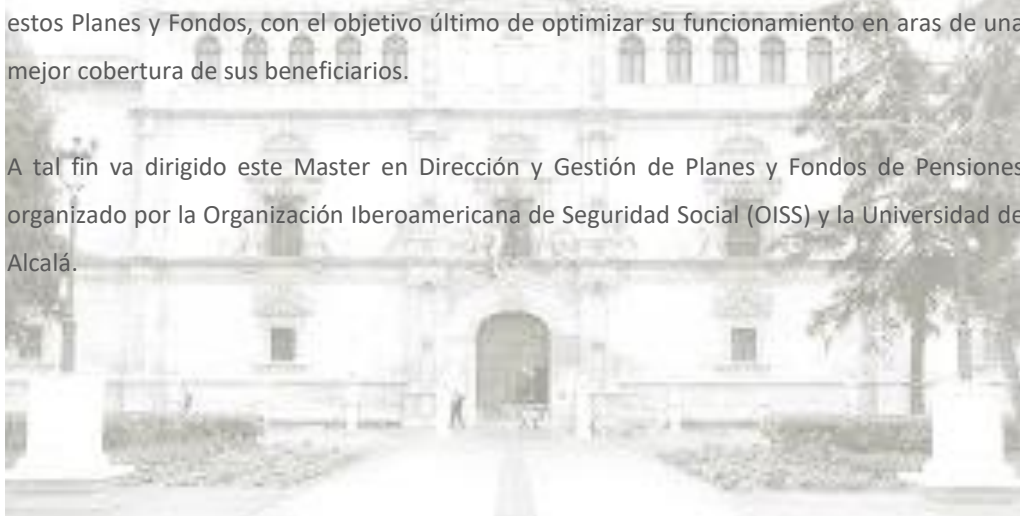 estos Planes y Fondos, con el objetivo último de optimizar su funcionamiento en aras de una
mejor cobertura de sus beneficiarios.
A tal fin va dirigido este Master en Dirección y Gestión de Planes y Fondos de Pensiones
organizado por la Organización Iberoamericana de Seguridad Social (OISS) y la Universidad de
Alcalá.